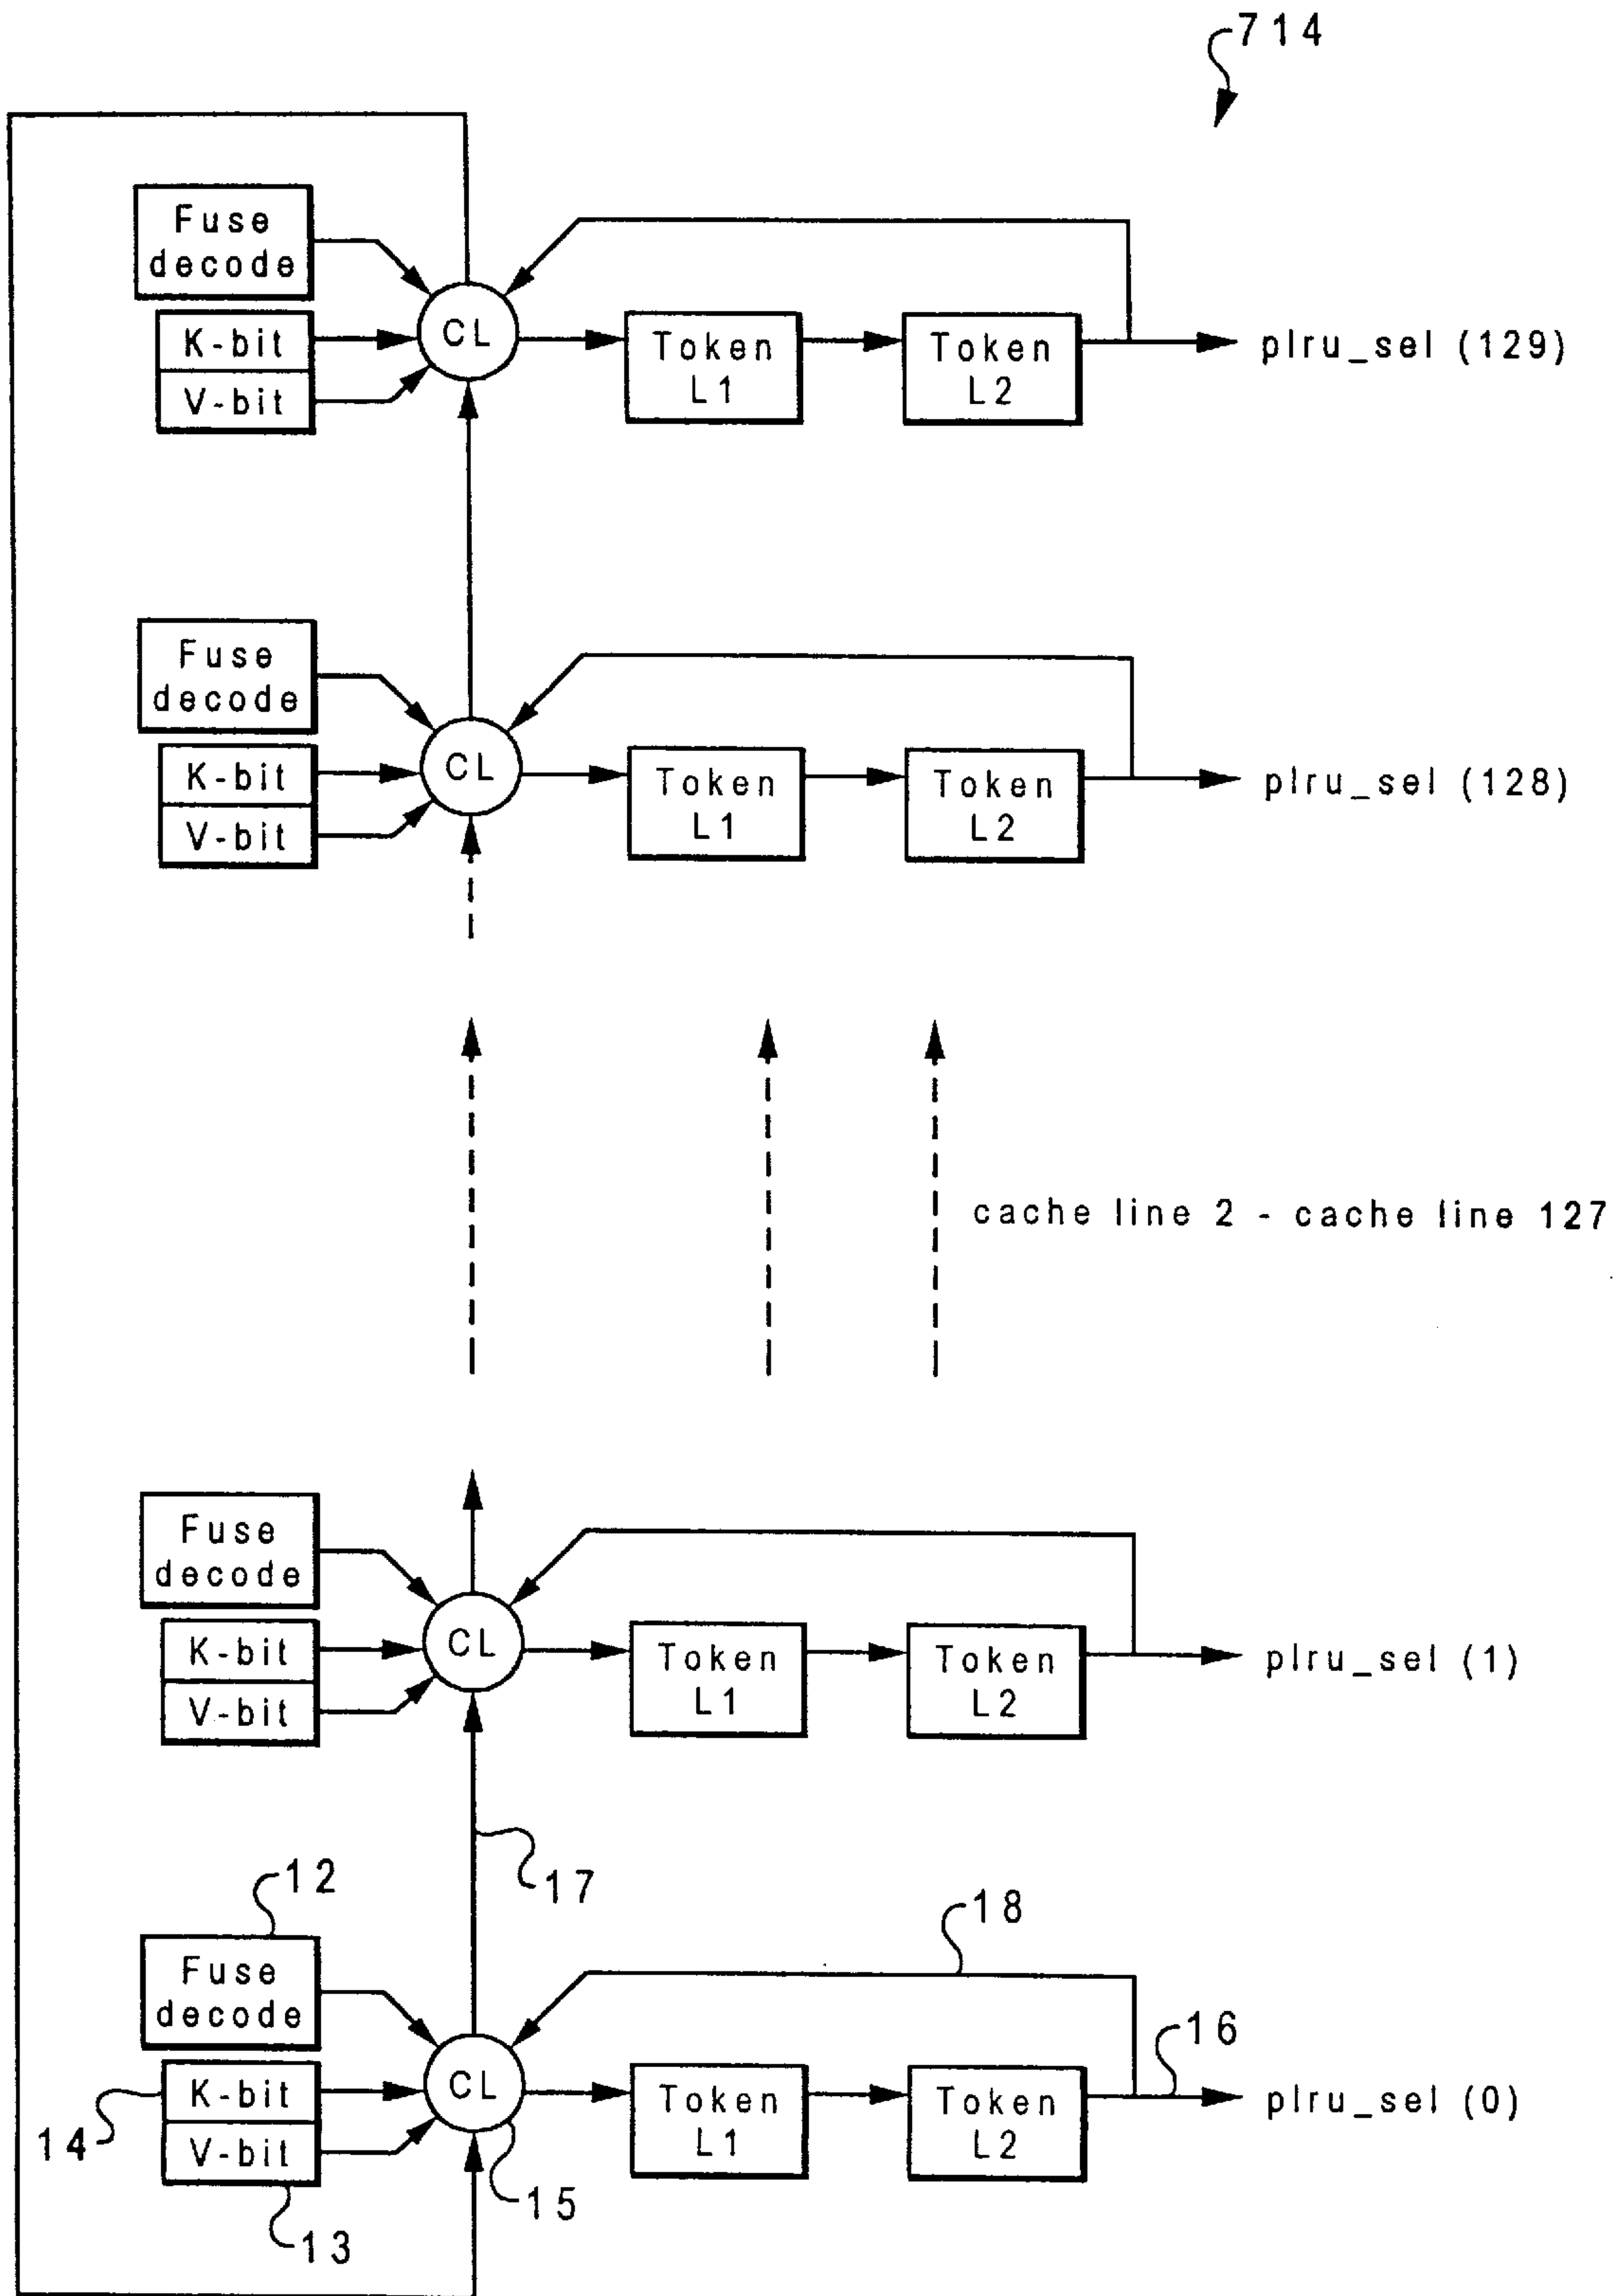 714
Fuse
decode
K-bit
V-bit
CL
Token
L1
Token
L2
plru_sel (129)
Fuse
decode
K-bit
V-bit
CL
Token
L1
Token
L2
plru_sel (128)
cache line 2 - cache line 127
Fuse
decode
K-bit
V-bit
CL
Token
L1
Token
L2
plru_sel (1)
17
12
18
Fuse
decode
16
K-bit
V-bit
CL
Token
L1
Token
L2
plru_sel (0)
14
15
13